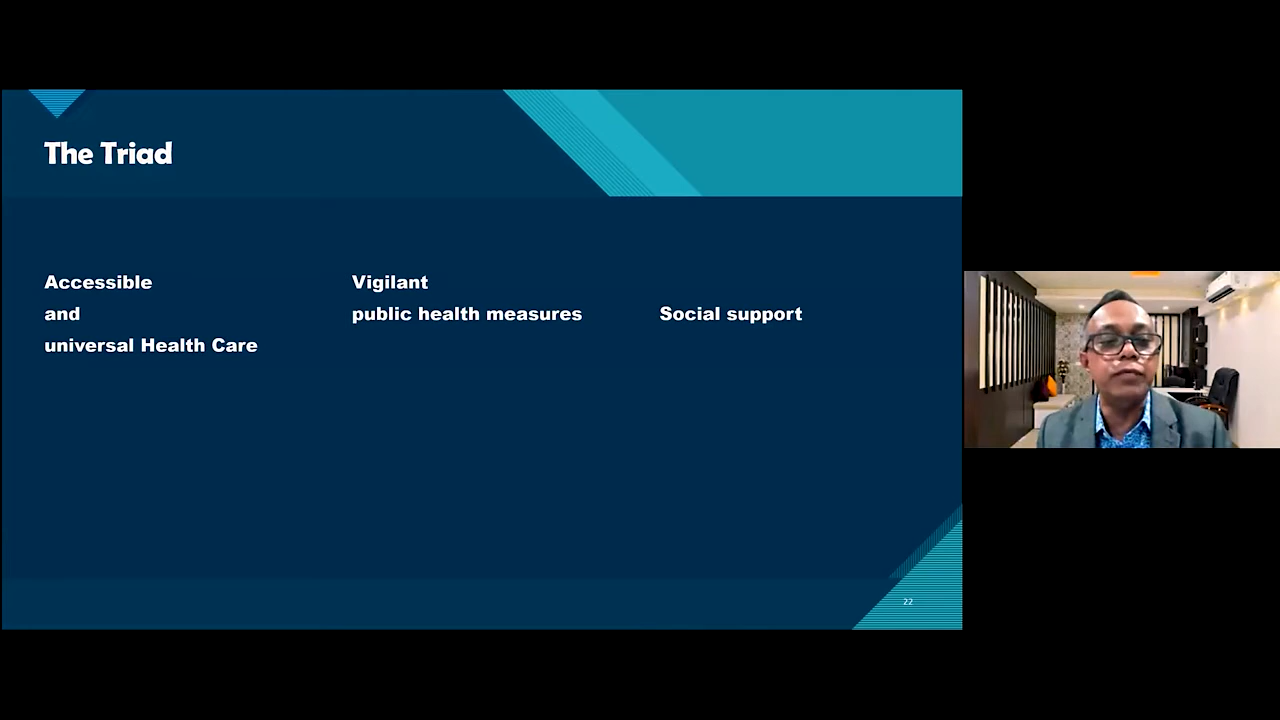 The Triad
Accessible
and
universal Health Care
Vigilant
public health measures
Social support
22